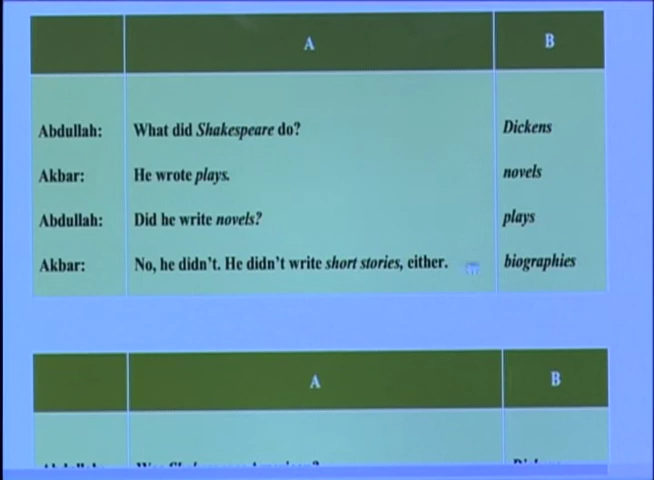 A B
Abdullah: What did Shakespeare do? Dickens
Akbar: He wrote plays. novels
Abdullah: Did he write novels? plays
Akbar: No, he didn't. He didn't write short stories, either. biographies
A B